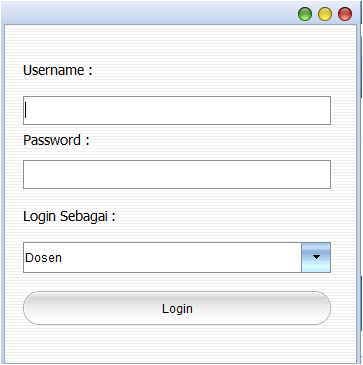 Username :
Password :
Login Sebagai :
Dosen
Login